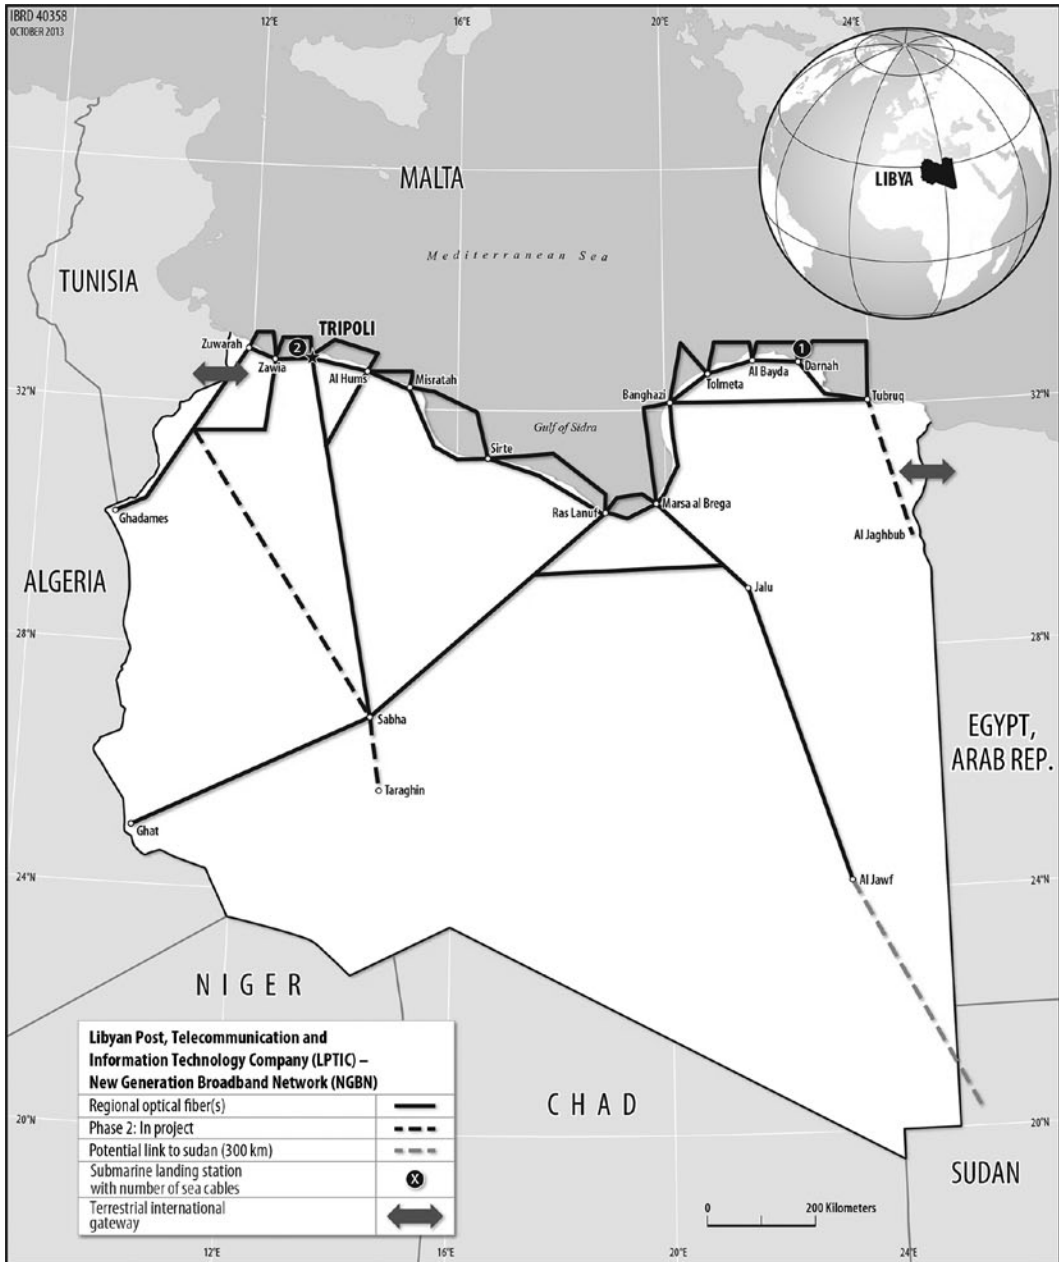 IBRD 40358
OCTOBER 2013
12°E
16°E
20°E
24°E
MALTA
LIBYA
Mediterranean Sea
TUNISIA
TRIPOLI
Zuwarah
2
1
Zawia
Al Hums
Misratah
Al Bayda
Darnah
Tolmeta
32°N
32°N
Banghazi
Tubruq
Gulf of Sidra
Sirte
Ras Lanuf
Marsa al Brega
Ghadames
Al Jaghbub
ALGERIA
Jalu
28°N
28°N
Sabha
EGYPT,
ARAB REP.
Taraghin
Ghat
24°N
Al Jawf
24°N
NIGER
Libyan Post, Telecommunication and
Information Technology Company (LPTIC) –
New Generation Broadband Network (NGBN)
Regional optical fiber(s)
Phase 2: In project
Potential link to sudan (300 km)
Submarine landing station
with number of sea cables
X
Terrestrial international
gateway
CHAD
20°N
20°N
SUDAN
0
200 Kilometers
12°E
16°E
20°E
24°E